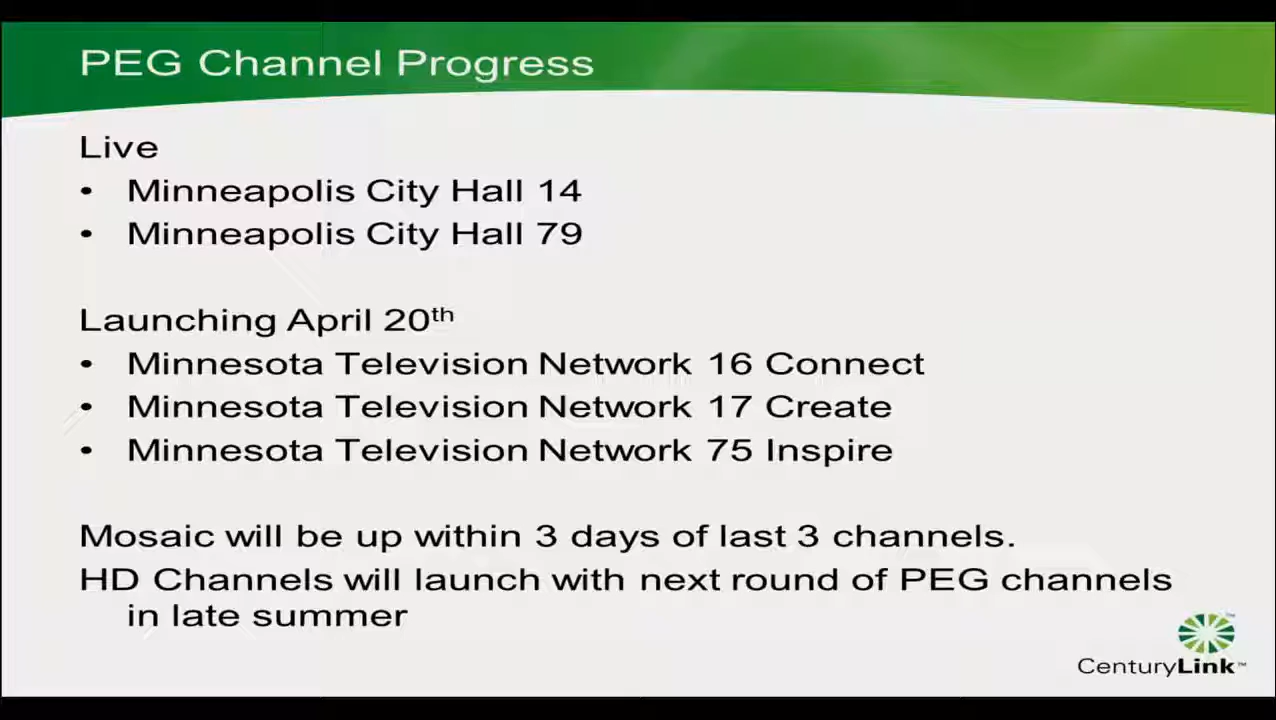 PEG Channel Progress
Live
• Minneapolis City Hall 14
• Minneapolis City Hall 79
Launching April 20th
• Minnesota Television Network 16 Connect
• Minnesota Television Network 17 Create
• Minnesota Television Network 75 Inspire
Mosaic will be up within 3 days of last 3 channels.
HD Channels will launch with next round of PEG channels
in late summer
CenturyLink™